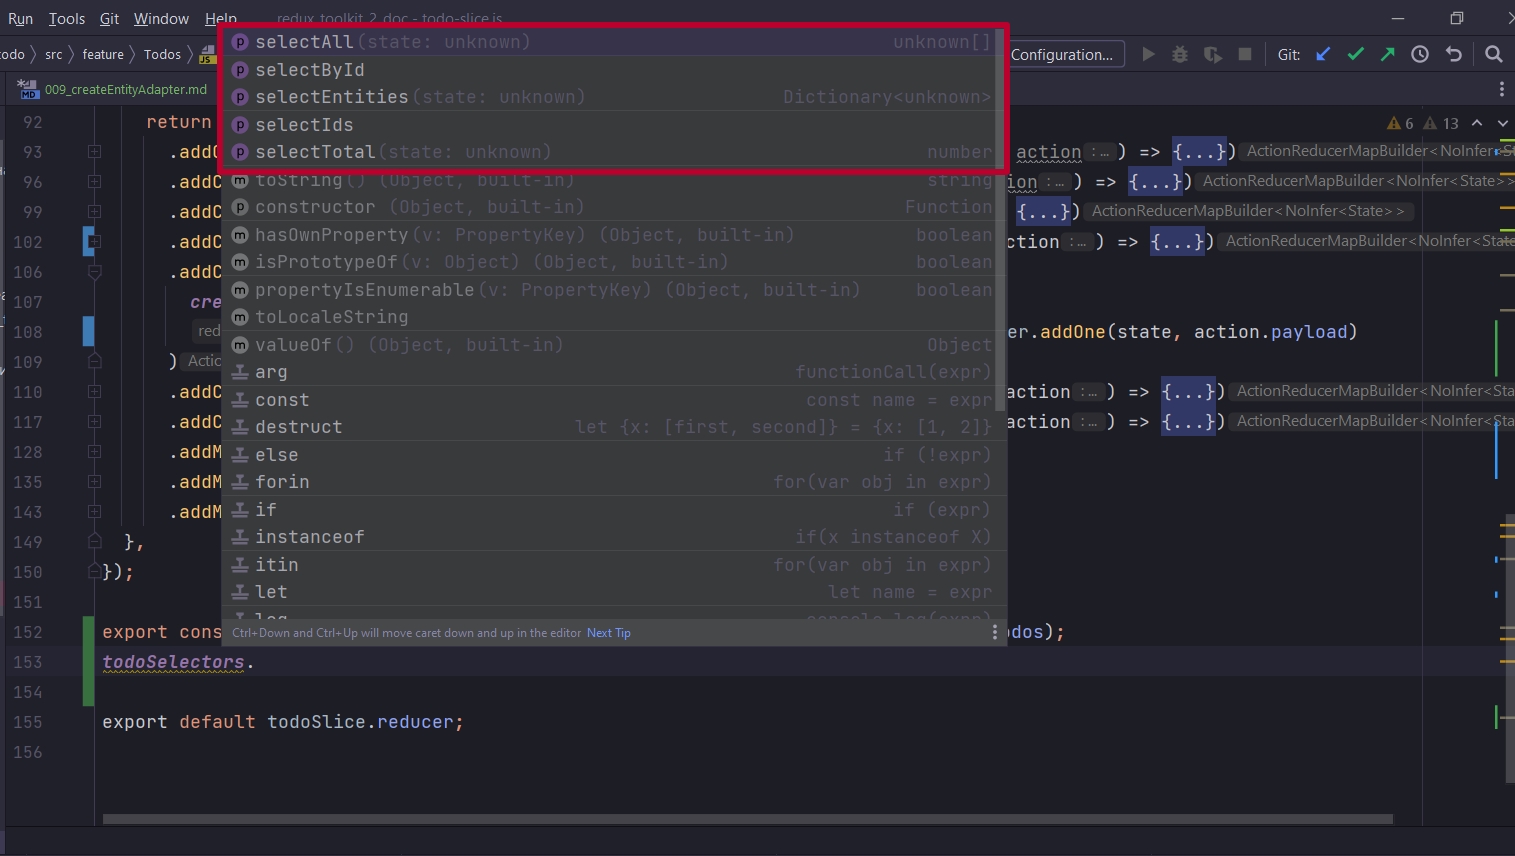 Run Tools Git Window Help redux_toolkit_2_doc - todo-slice.js
odo src feature Todos JS Configuration... Git:
MD 009_createEntityAdapter.md
selectAll(state: unknown) unknown[]
selectById
selectEntities(state: unknown) Dictionary<unknown>
selectIds
selectTotal(state: unknown) number
toString() (Object, built-in) string
constructor (Object, built-in) Function
hasOwnProperty(v: PropertyKey) (Object, built-in) boolean
isPrototypeOf(v: Object) (Object, built-in) boolean
propertyIsEnumerable(v: PropertyKey) (Object, built-in) boolean
toLocaleString
valueOf() (Object, built-in) Object
arg functionCall(expr)
const const name = expr
destruct let {x: [first, second]} = {x: [1, 2]}
else if (!expr)
forin for(var obj in expr)
if if (expr)
instanceof if(x instanceof X)
itin for(var obj in expr)
let let name = expr
log console.log(expr)
Ctrl+Down and Ctrl+Up will move caret down and up in the editor Next Tip
6 13
92 return
93 .addC action: ... ) => {...}) ActionReducerMapBuilder<NoInfer<St
96 .addC ion: ... ) => {...}) ActionReducerMapBuilder<NoInfer<State>>
99 .addC {...}) ActionReducerMapBuilder<NoInfer<State>>
102 .addC ction: ... ) => {...}) ActionReducerMapBuilder<NoInfer<State
106 .addC
107 cre
108 red er.addOne(state, action.payload)
109 ) Actio
110 .addC action: ... ) => {...}) ActionReducerMapBuilder<NoInfer<Sta
117 .addC action: ... ) => {...}) ActionReducerMapBuilder<NoInfer<Sta
128 .addM
135 .addM
143 .addM
149 },
150 });
151
152 export cons odos);
153 todoSelectors.
154
155 export default todoSlice.reducer;
156